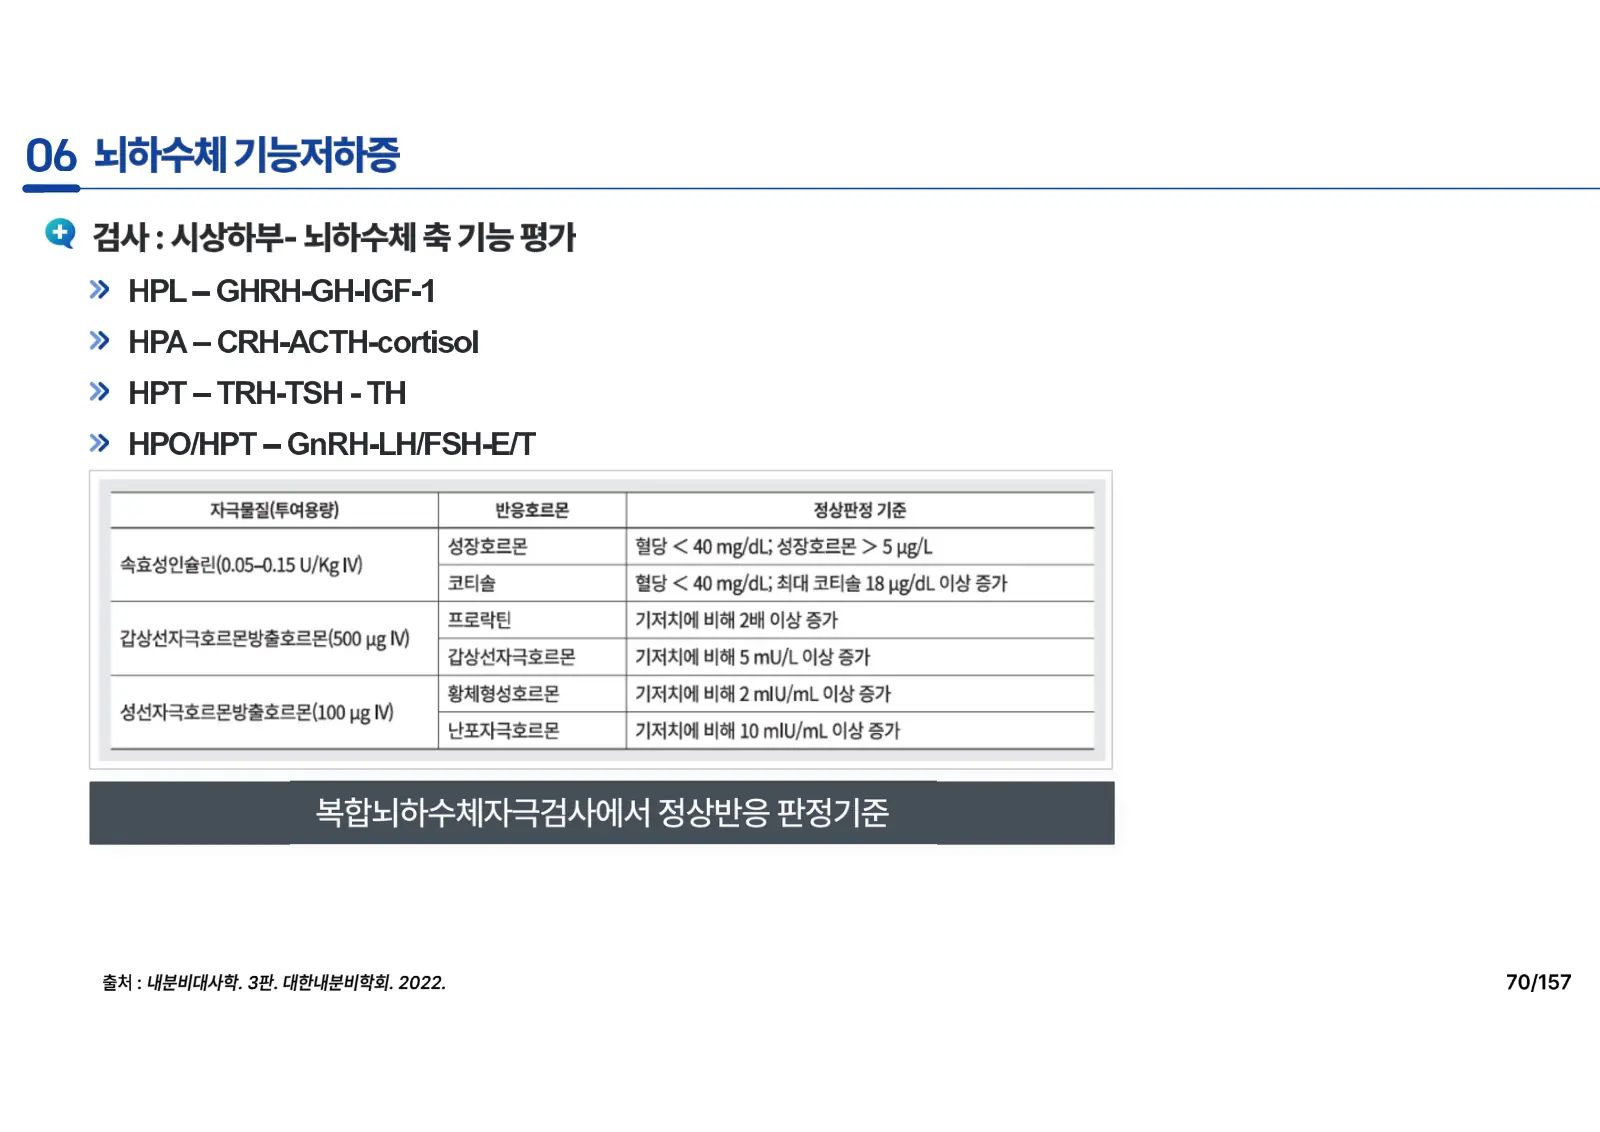 06 뇌하수체 기능저하증
검사 : 시상하부- 뇌하수체 축 기능 평가
HPL – GHRH-GH-IGF-1
HPA – CRH-ACTH-cortisol
HPT – TRH-TSH - TH
HPO/HPT – GnRH-LH/FSH-E/T
자극물질(투여용량) 반응호르몬 정상판정 기준
속효성인슐린(0.05–0.15 U/Kg IV) 성장호르몬 혈당 < 40 mg/dL; 성장호르몬 > 5 μg/L
코티솔 혈당 < 40 mg/dL; 최대 코티솔 18 μg/dL 이상 증가
갑상선자극호르몬방출호르몬(500 μg IV) 프로락틴 기저치에 비해 2배 이상 증가
갑상선자극호르몬 기저치에 비해 5 mU/L 이상 증가
성선자극호르몬방출호르몬(100 μg IV) 황체형성호르몬 기저치에 비해 2 mIU/mL 이상 증가
난포자극호르몬 기저치에 비해 10 mIU/mL 이상 증가
복합뇌하수체자극검사에서 정상반응 판정기준
출처 : 내분비대사학. 3판. 대한내분비학회. 2022.
70/157